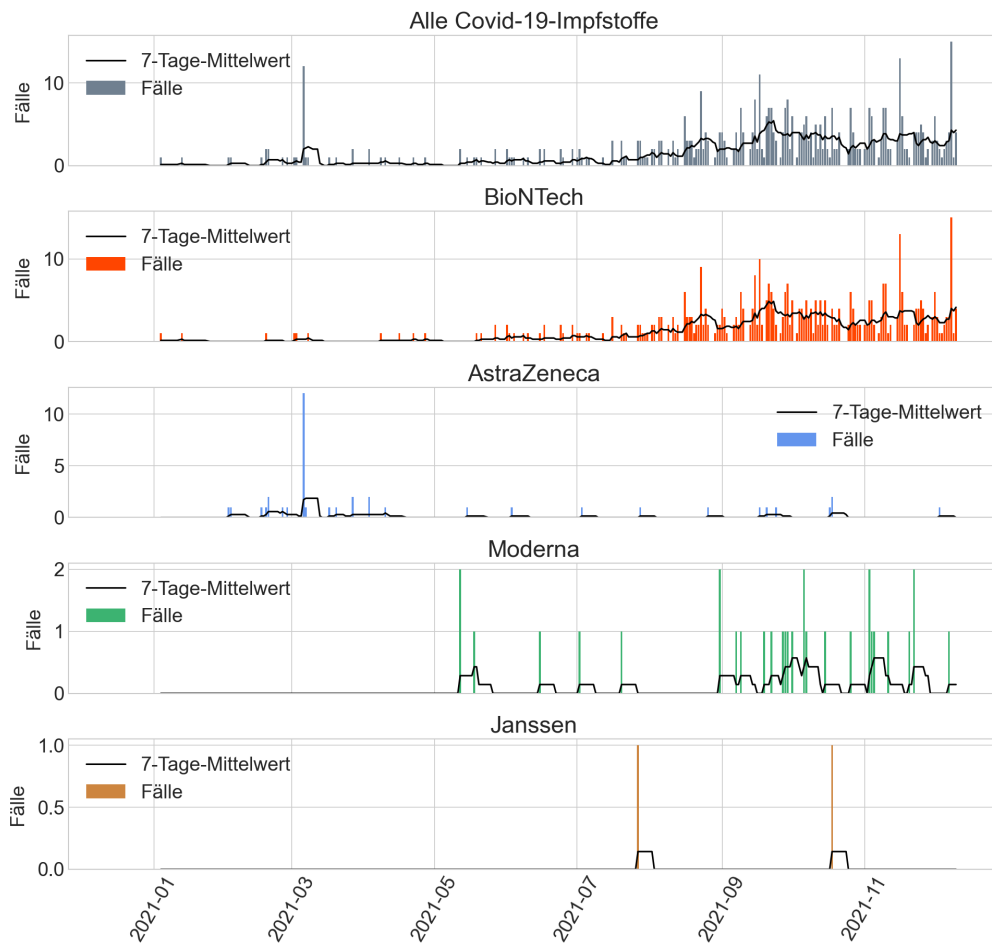 Alle Covid-19-Impfstoffe
7-Tage-Mittelwert
Fälle
Fälle
10
0
BioNTech
7-Tage-Mittelwert
Fälle
Fälle
10
0
AstraZeneca
7-Tage-Mittelwert
Fälle
Fälle
10
5
0
Moderna
7-Tage-Mittelwert
Fälle
Fälle
2
1
0
Janssen
7-Tage-Mittelwert
Fälle
Fälle
1.0
0.5
0.0
2021-01
2021-03
2021-05
2021-07
2021-09
2021-11